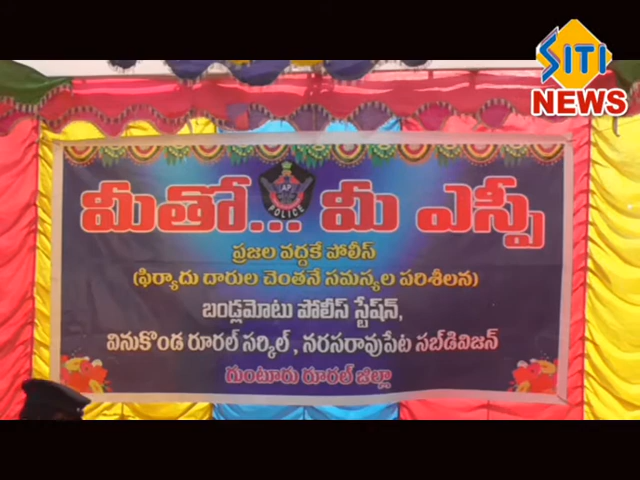 SITI
NEWS
మీతో... మీ ఎస్పీ
AP
POLICE
ప్రజల వద్దకే పోలీస్
(ఫిర్యాదు దారుల చెంతనే సమస్యల పరిశీలన)
బండ్లమోటు పోలీస్ స్టేషన్,
వినుకొండ రూరల్ సర్కిల్ , నరసరావుపేట సబ్‌డివిజన్
గుంటూరు రూరల్ జిల్లా